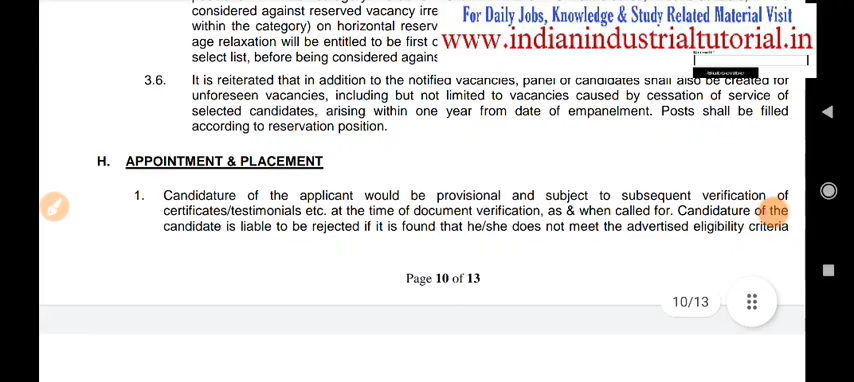 For Daily Jobs, Knowledge & Study Related Material Visit
www.indianindustrialtutorial.in
Subscribe
considered against reserved vacancy
within the category) on horizontal
age relaxation will be entitled to be first
select list, before being considered
3.6. It is reiterated that in addition to the notified vacancies, panel of candidates shall also be created for
unforeseen vacancies, including but not limited to vacancies caused by cessation of service of
selected candidates, arising within one year from date of empanelment. Posts shall be filled
according to reservation position.
H. APPOINTMENT & PLACEMENT
1. Candidature of the applicant would be provisional and subject to subsequent verification of
certificates/testimonials etc. at the time of document verification, as & when called for. Candidature of the
candidate is liable to be rejected if it is found that he/she does not meet the advertised eligibility criteria
Page 10 of 13
10/13